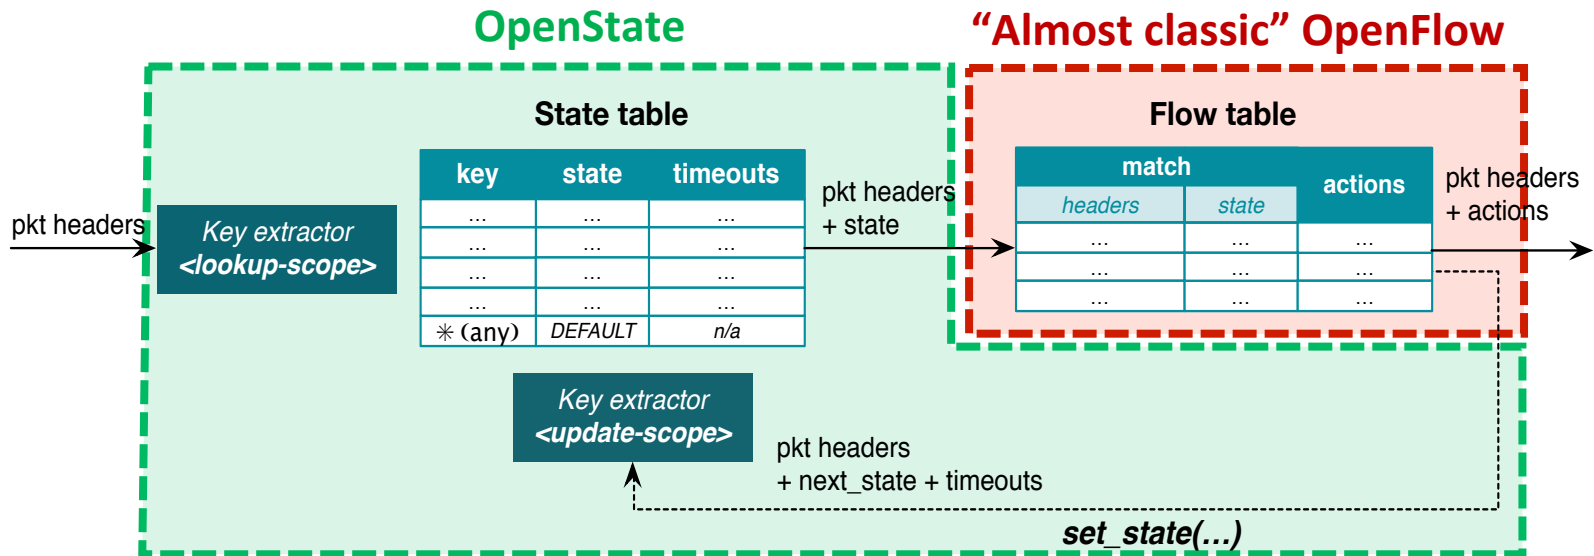 OpenState
“Almost classic” OpenFlow
State table
Flow table
key state timeouts
... ... ...
... ... ...
... ... ...
... ... ...
✳ (any) DEFAULT n/a
match actions
headers state
... ... ...
... ... ...
... ... ...
pkt headers
Key extractor
<lookup-scope>
pkt headers
+ state
pkt headers
+ actions
Key extractor
<update-scope>
pkt headers
+ next_state + timeouts
set_state(...)